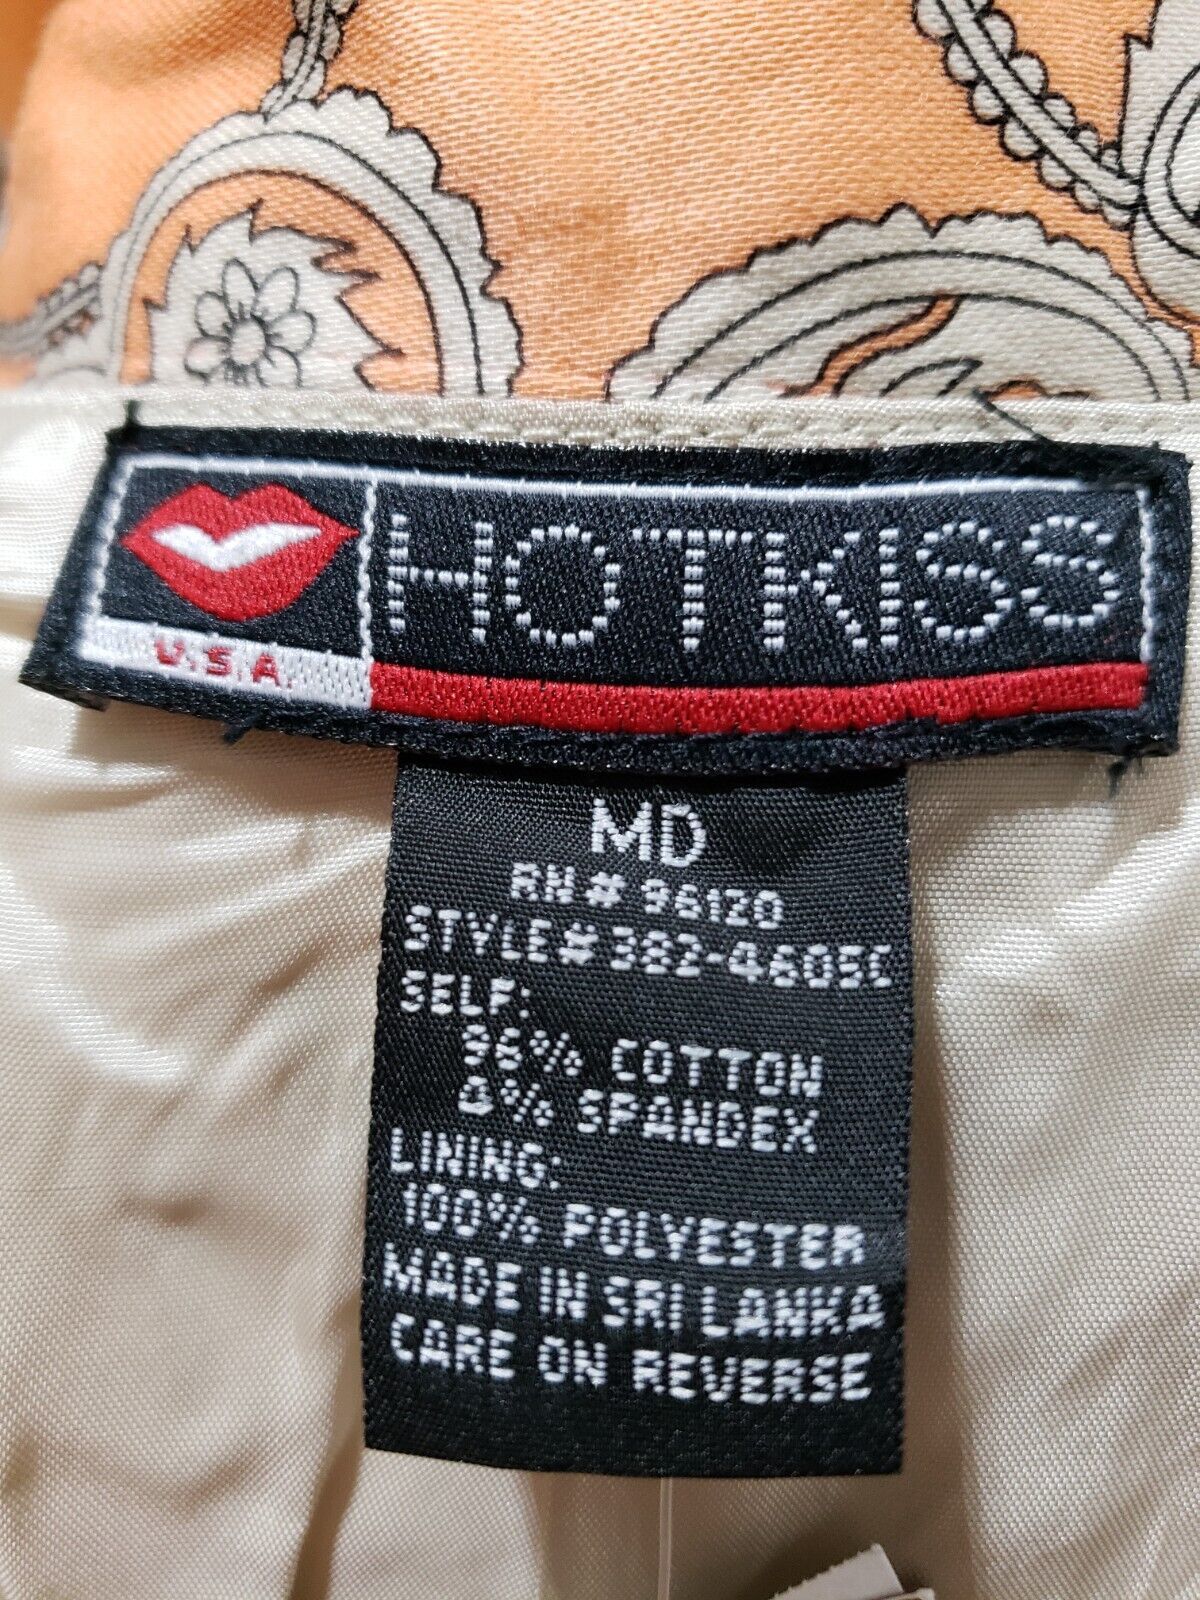 HOTKISS
U.S.A.
MD
RN# 96120
STYLE# 382-4605C
SELF:
96% COTTON
4% SPANDEX
LINING:
100% POLYESTER
MADE IN SRI LANKA
CARE ON REVERSE